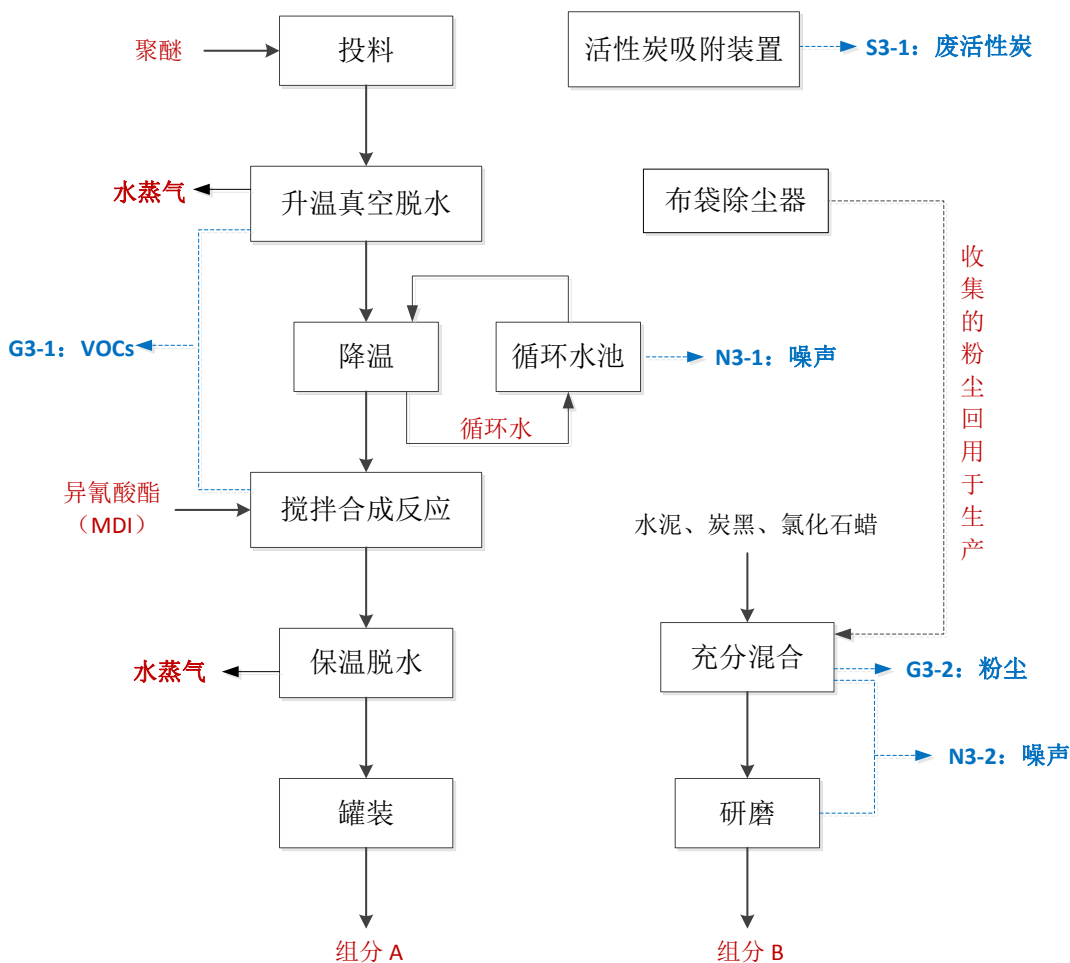 聚醚
投料
活性炭吸附装置
S3-1：废活性炭
水蒸气
升温真空脱水
布袋除尘器
收集的粉尘回用于生产
G3-1：VOCs
降温
循环水池
N3-1：噪声
循环水
异氰酸酯
（MDI）
搅拌合成反应
水泥、炭黑、氯化石蜡
水蒸气
保温脱水
充分混合
G3-2：粉尘
N3-2：噪声
罐装
研磨
组分 A
组分 B